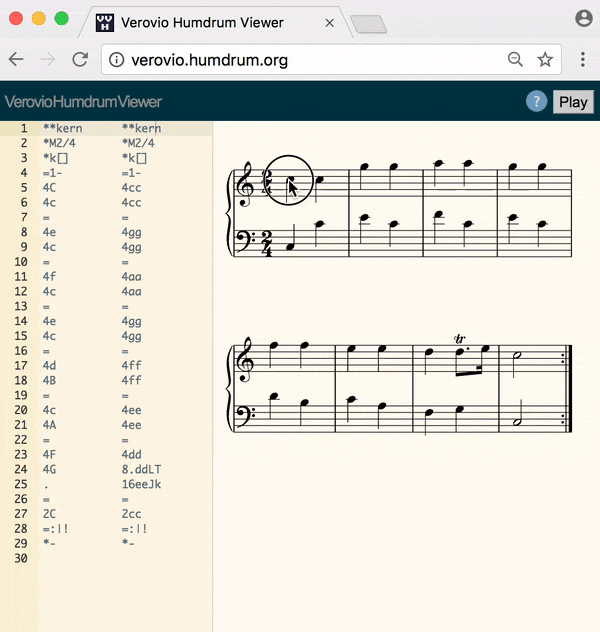 Verovio Humdrum Viewer
verovio.humdrum.org
VerovioHumdrumViewer
? Play
1 **kern **kern
2 *M2/4 *M2/4
3 *k[] *k[]
4 =1- =1-
5 4C 4cc
6 4c 4cc
7 = =
8 4e 4gg
9 4c 4gg
10 = =
11 4f 4aa
12 4c 4aa
13 = =
14 4e 4gg
15 4c 4gg
16 = =
17 4d 4ff
18 4B 4ff
19 = =
20 4c 4ee
21 4A 4ee
22 = =
23 4F 4dd
24 4G 8.ddLT
25 . 16eeJk
26 = =
27 2C 2cc
28 =:|! =:|!
29 *- *-
30
2
4
2
4
tr